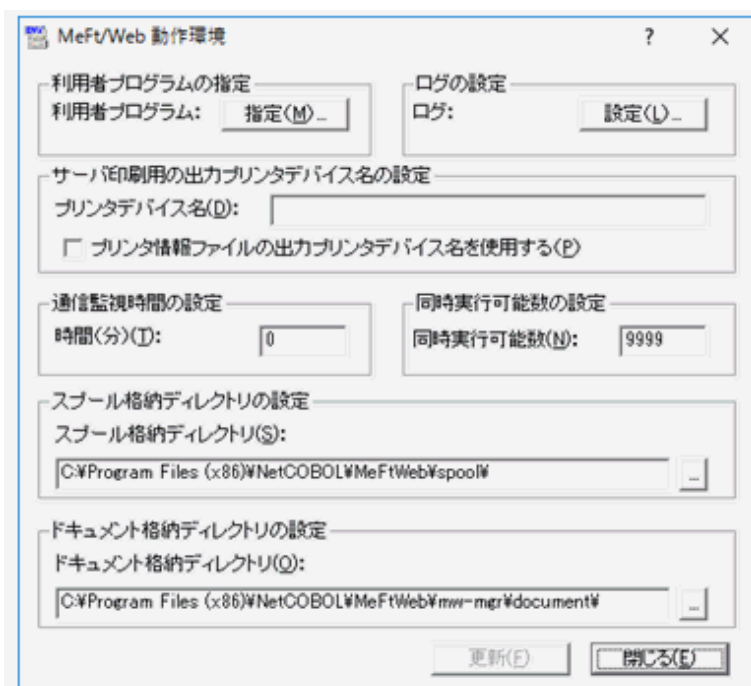 MeFt/Web 動作環境
利用者プログラムの指定
利用者プログラム: 指定(M)...
ログの設定
ログ: 設定(L)...
サーバ印刷用の出力プリンタデバイス名の設定
プリンタデバイス名(D):
プリンタ情報ファイルの出力プリンタデバイス名を使用する(P)
通信監視時間の設定
時間(分)(T): 0
同時実行可能数の設定
同時実行可能数(N): 9999
スプール格納ディレクトリの設定
スプール格納ディレクトリ(S):
C:¥Program Files (x86)¥NetCOBOL¥MeFtWeb¥spool¥ ...
ドキュメント格納ディレクトリの設定
ドキュメント格納ディレクトリ(O):
C:¥Program Files (x86)¥NetCOBOL¥MeFtWeb¥mw-mgr¥document¥ ...
更新(F) 閉じる(E)